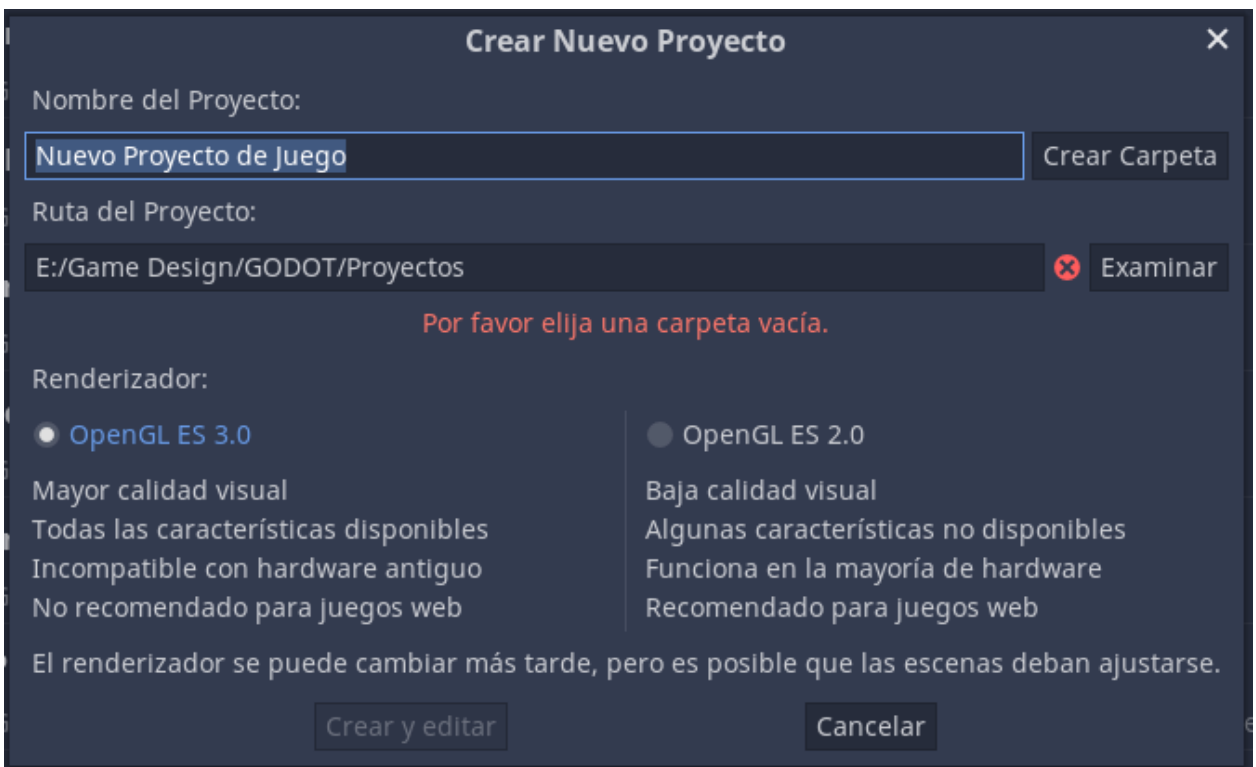 Crear Nuevo Proyecto
Nombre del Proyecto:
Nuevo Proyecto de Juego
Crear Carpeta
Ruta del Proyecto:
E:/Game Design/GODOT/Proyectos
Examinar
Por favor elija una carpeta vacía.
Renderizador:
OpenGL ES 3.0
Mayor calidad visual
Todas las características disponibles
Incompatible con hardware antiguo
No recomendado para juegos web
OpenGL ES 2.0
Baja calidad visual
Algunas características no disponibles
Funciona en la mayoría de hardware
Recomendado para juegos web
El renderizador se puede cambiar más tarde, pero es posible que las escenas deban ajustarse.
Crear y editar
Cancelar